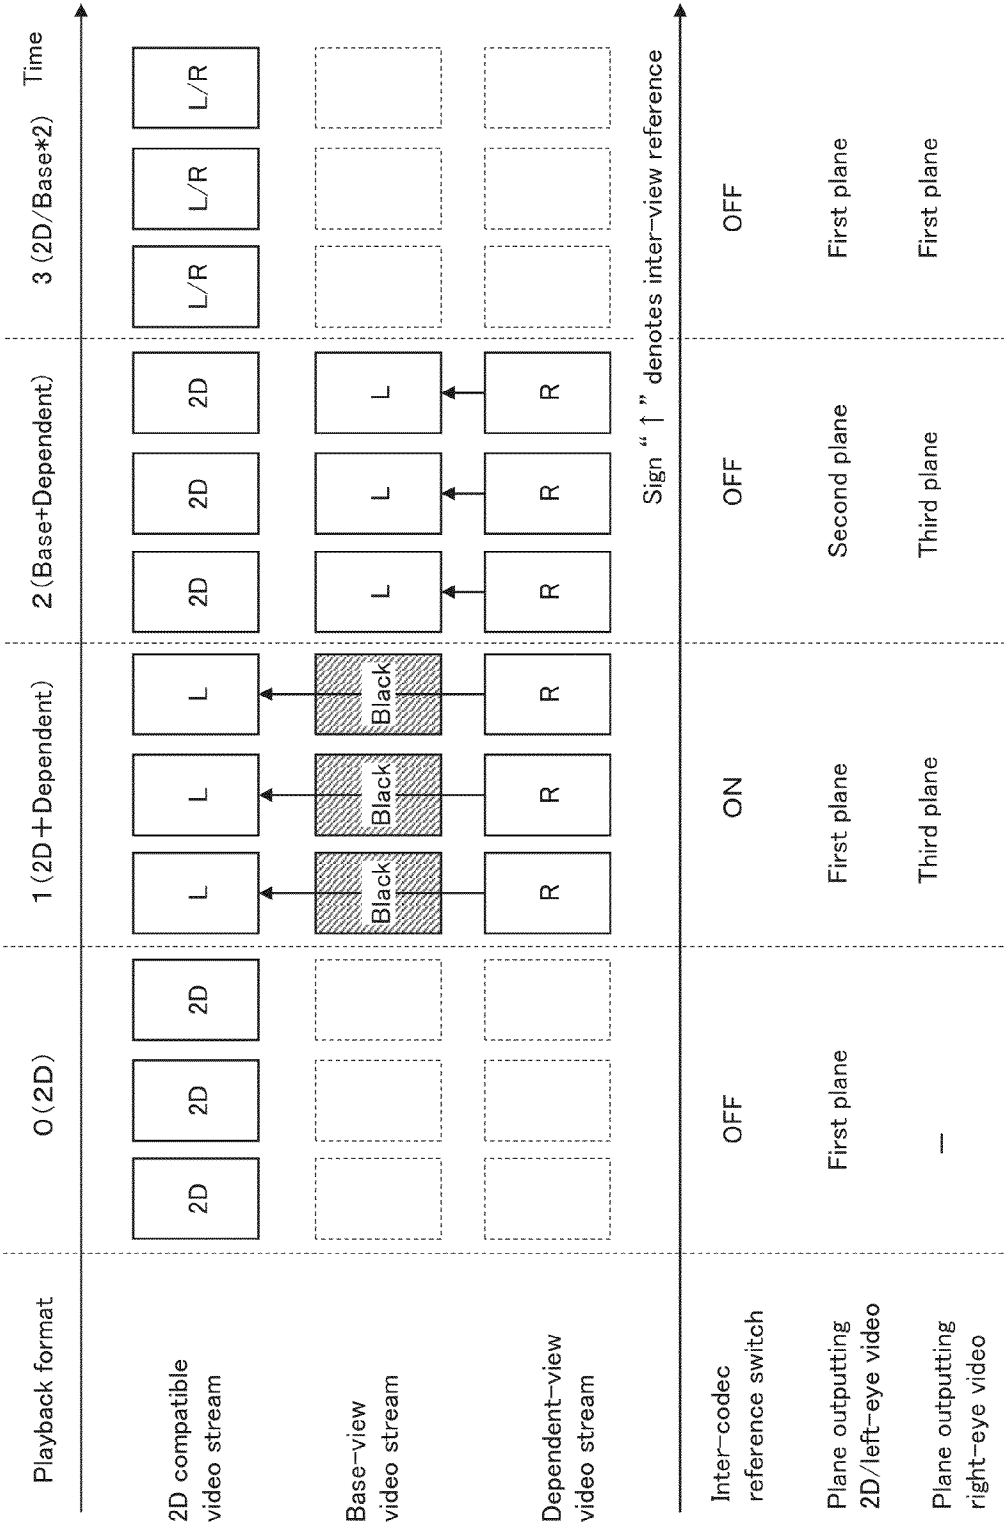 Playback format
0(2D)
1(2D+Dependent)
2(Base+Dependent)
3(2D/Base*2)
Time
2D compatible
video stream
2D
2D
2D
L
L
L
2D
2D
2D
L/R
L/R
L/R
Base-view
video stream
Black
Black
Black
L
L
L
Dependent-view
video stream
R
R
R
R
R
R
Sign “↑” denotes inter-view reference
Inter-codec
reference switch
OFF
ON
OFF
OFF
Plane outputting
2D/left-eye video
First plane
First plane
Second plane
First plane
Plane outputting
right-eye video
—
Third plane
Third plane
First plane